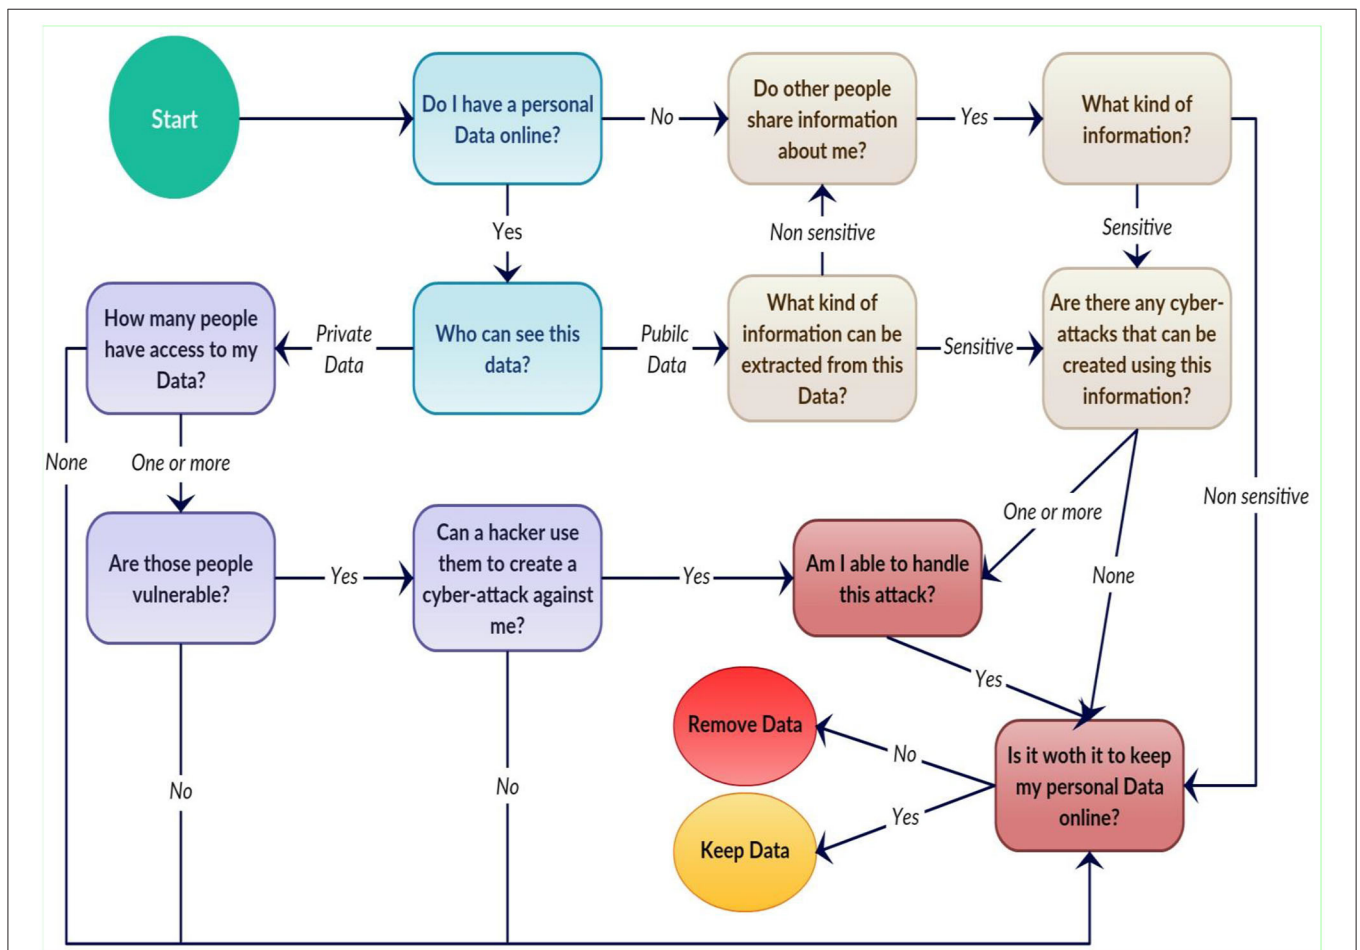 Start
Do I have a personal
Data online?
No
Do other people
share information
about me?
Yes
What kind of
information?
Yes
Non sensitive
Sensitive
How many people
have access to my
Data?
Private
Data
Who can see this
data?
Pubilc
Data
What kind of
information can be
extracted from this
Data?
Sensitive
Are there any cyber-
attacks that can be
created using this
information?
None
One or more
Non sensitive
One or more
None
Are those people
vulnerable?
Yes
Can a hacker use
them to create a
cyber-attack against
me?
Yes
Am I able to handle
this attack?
Yes
Remove Data
No
Is it woth it to keep
my personal Data
online?
No
No
Yes
Keep Data